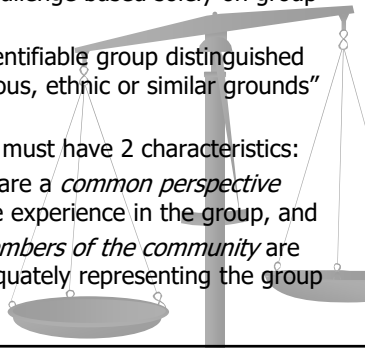 allenge based solely on group
entifiable group distinguished
ous, ethnic or similar grounds”
must have 2 characteristics:
are a common perspective
e experience in the group, and
mbers of the community are
quately representing the group